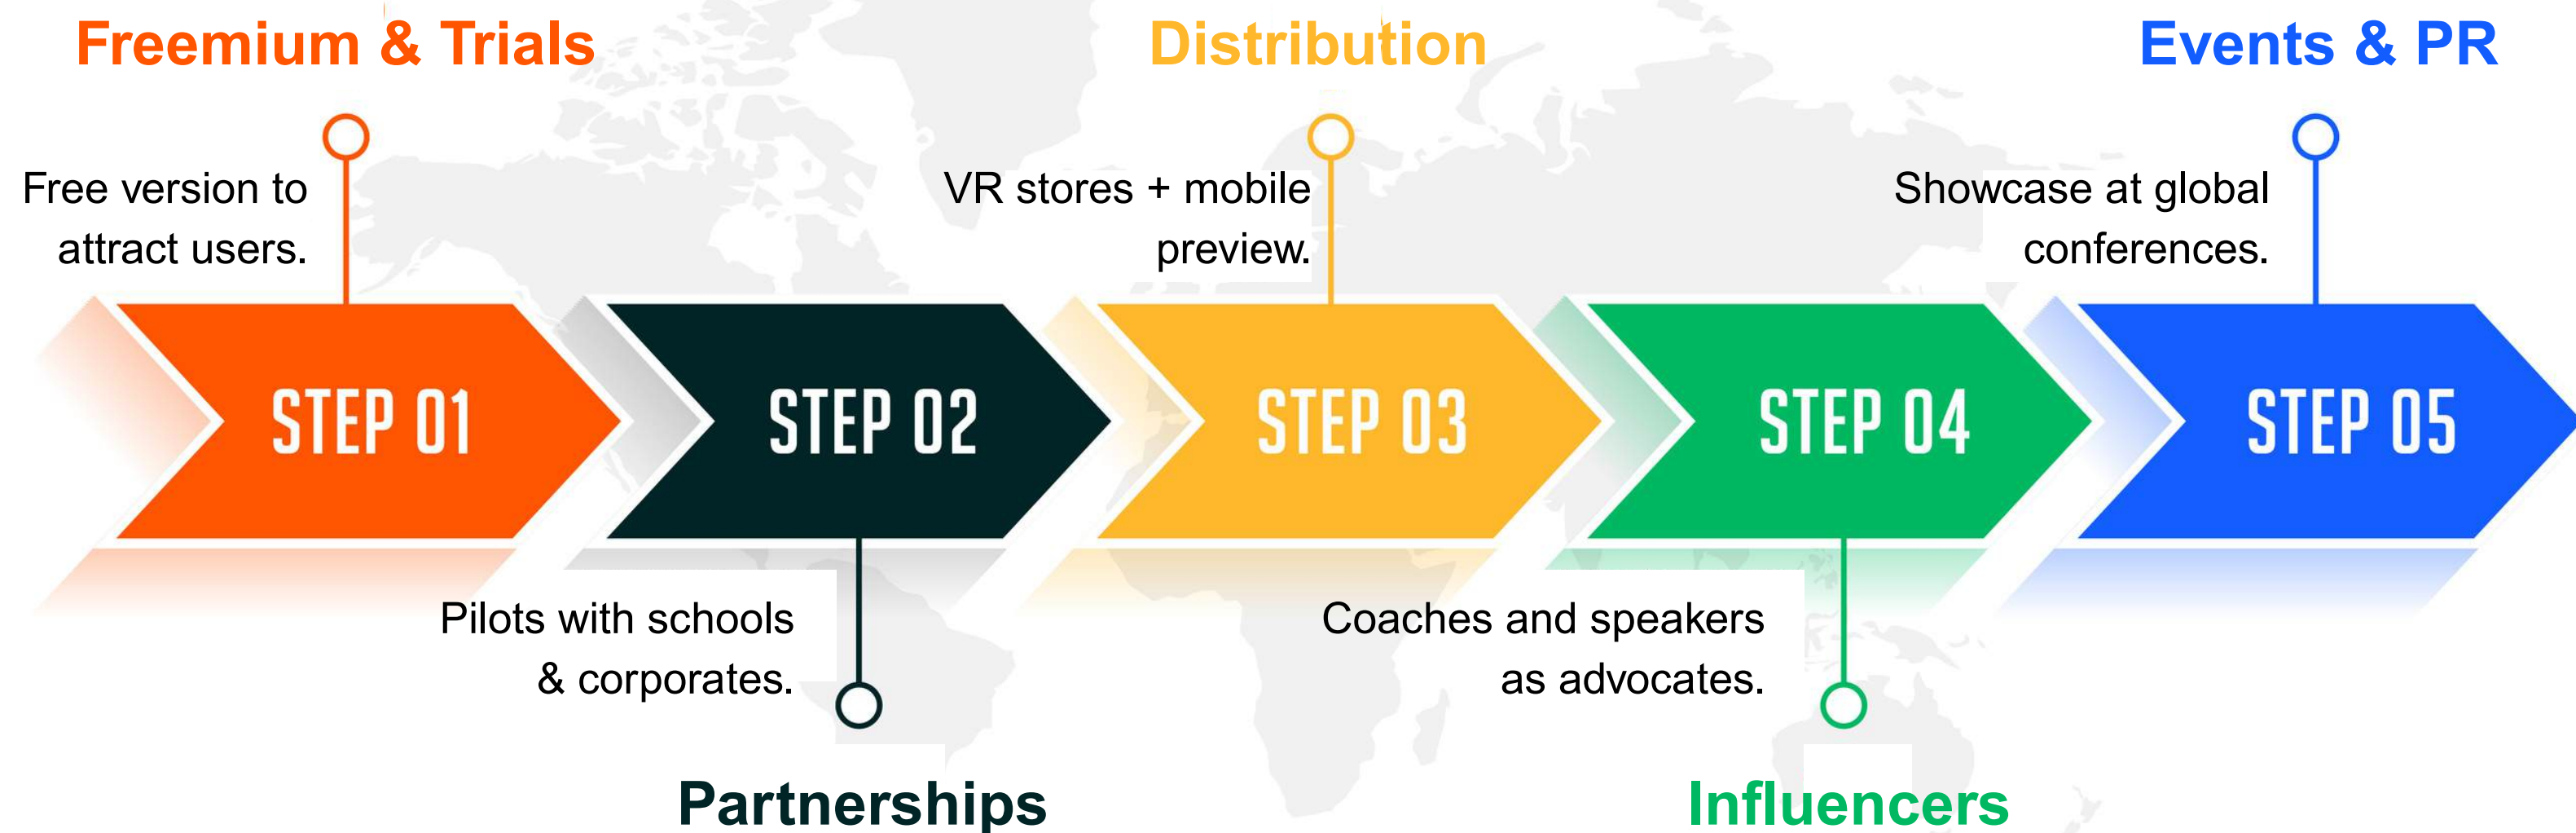 Freemium & Trials
Free version to
attract users.
STEP 01
STEP 02
Pilots with schools
& corporates.
Partnerships
Distribution
VR stores + mobile
preview.
STEP 03
STEP 04
Coaches and speakers
as advocates.
Influencers
Events & PR
Showcase at global
conferences.
STEP 05